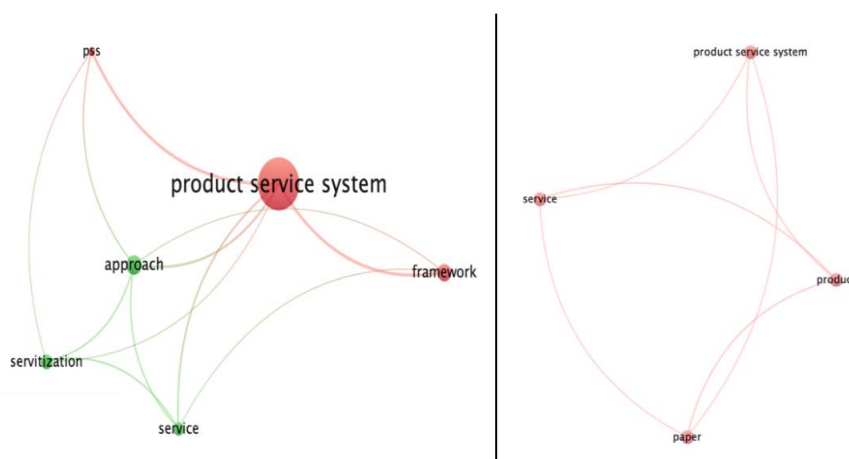 pss
product service system
approach
framework
servitization
service
product service system
service
produc
paper